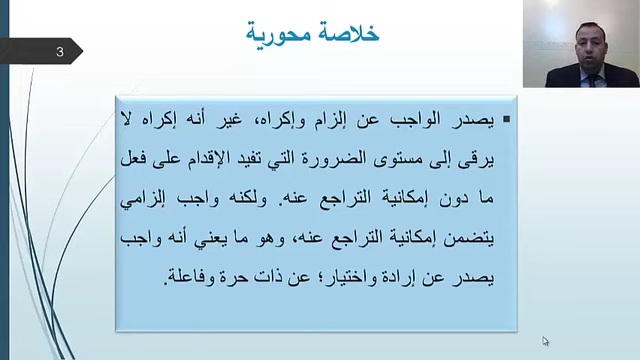 3
خلاصة محورية
▪ يصدر الواجب عن إلزام وإكراه، غير أنه إكراه لا
يرقى إلى مستوى الضرورة التي تفيد الإقدام على فعل
ما دون إمكانية التراجع عنه. ولكنه واجب إلزامي
يتضمن إمكانية التراجع عنه، وهو ما يعني أنه واجب
يصدر عن إرادة واختيار؛ عن ذات حرة وفاعلة.